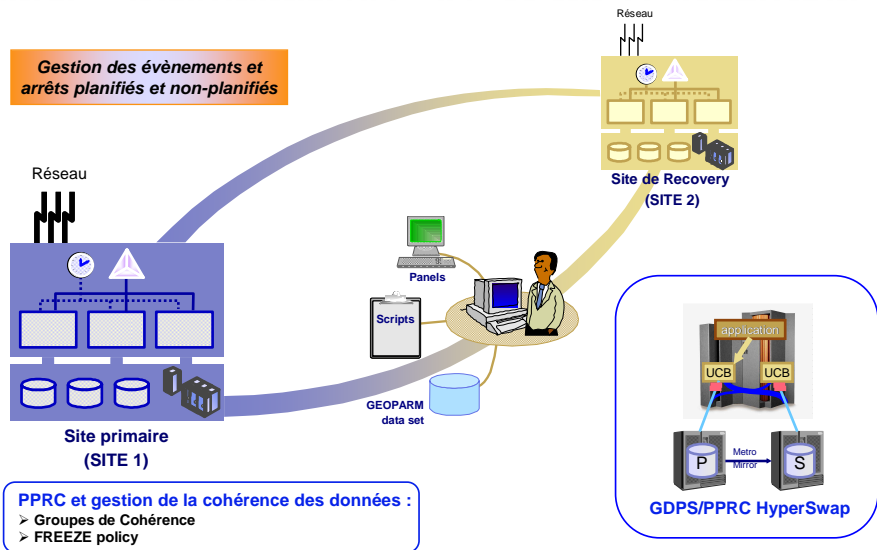 Gestion des évènements et
arrêts planifiés et non-planifiés
Réseau
Site de Recovery
(SITE 2)
Réseau
Panels
Scripts
GEOPARM
data set
Site primaire
(SITE 1)
application
UCB
UCB
P
Metro
Mirror
S
GDPS/PPRC HyperSwap
PPRC et gestion de la cohérence des données :
➢ Groupes de Cohérence
➢ FREEZE policy